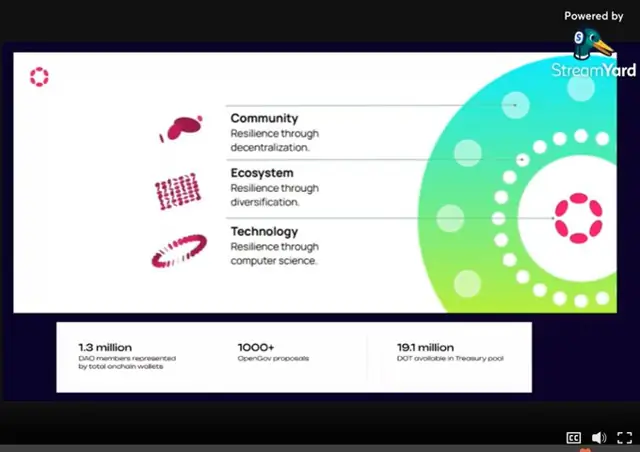 Powered by
StreamYard
Community
Resilience through
decentralization.
Ecosystem
Resilience through
diversification.
Technology
Resilience through
computer science.
1.3 million
DAO members represented
by total onchain wallets
1000+
OpenGov proposals
19.1 million
DOT available in Treasury pool
CC